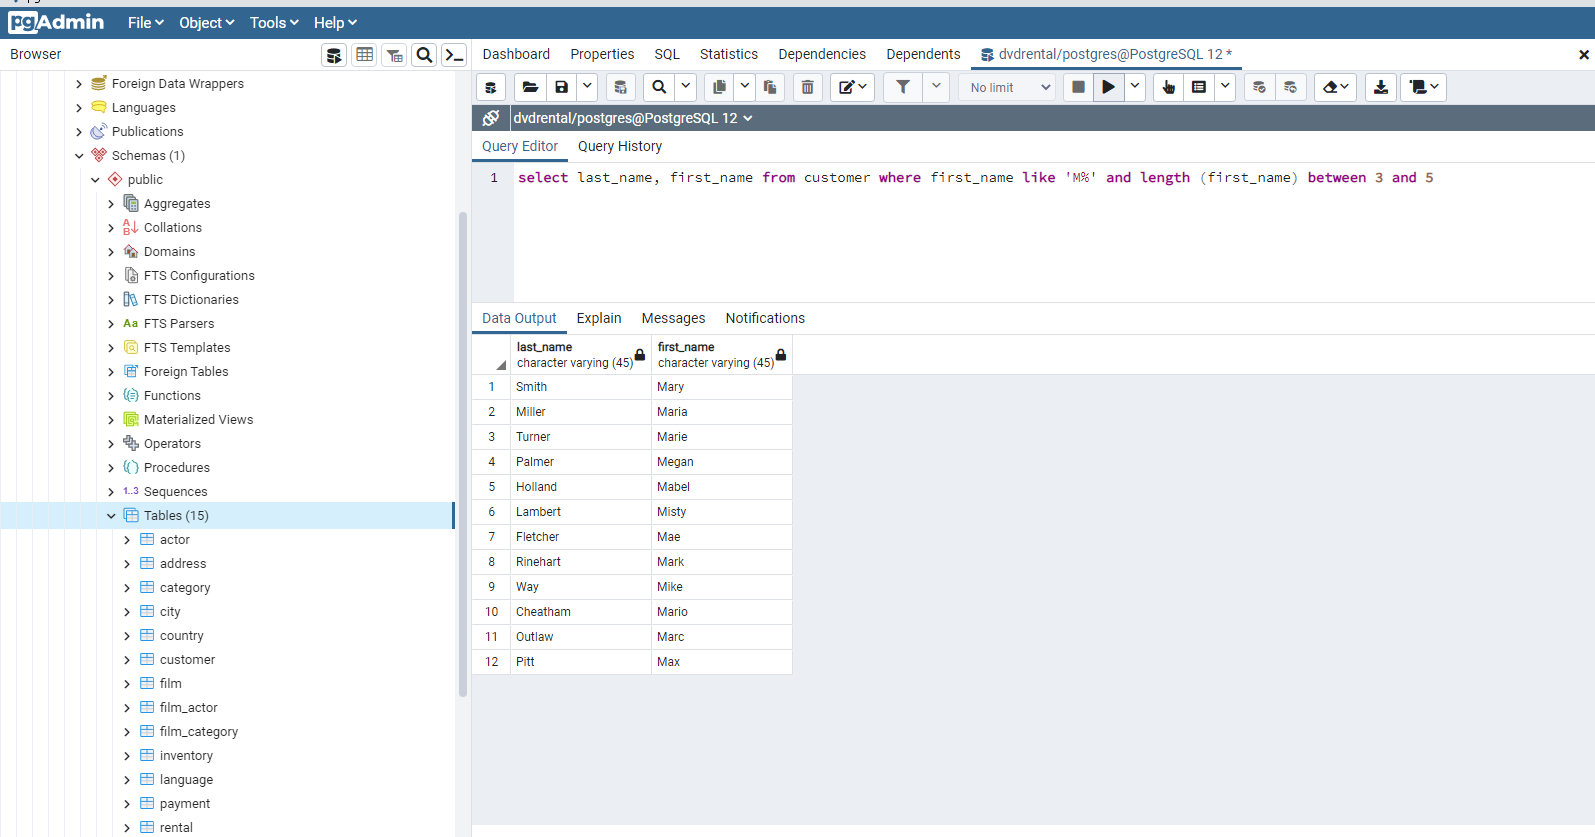 pgAdmin File Object Tools Help
Browser
Dashboard Properties SQL Statistics Dependencies Dependents dvdrental/postgres@PostgreSQL 12 *
No limit
dvdrental/postgres@PostgreSQL 12
Query Editor Query History
1 select last_name, first_name from customer where first_name like 'M%' and length (first_name) between 3 and 5
Foreign Data Wrappers
Languages
Publications
Schemas (1)
public
Aggregates
Collations
Domains
FTS Configurations
FTS Dictionaries
Aa FTS Parsers
FTS Templates
Foreign Tables
Functions
Materialized Views
Operators
Procedures
1..3 Sequences
Tables (15)
actor
address
category
city
country
customer
film
film_actor
film_category
inventory
language
payment
rental
Data Output Explain Messages Notifications
last_name first_name
character varying (45) character varying (45)
1 Smith Mary
2 Miller Maria
3 Turner Marie
4 Palmer Megan
5 Holland Mabel
6 Lambert Misty
7 Fletcher Mae
8 Rinehart Mark
9 Way Mike
10 Cheatham Mario
11 Outlaw Marc
12 Pitt Max